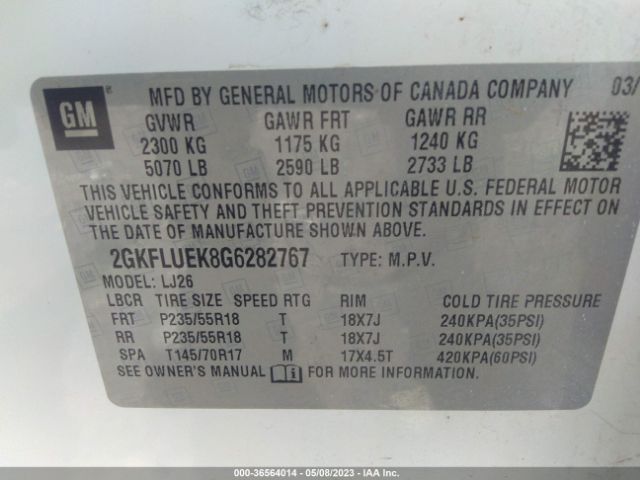 GM
MFD BY GENERAL MOTORS OF CANADA COMPANY 03/
GVWR GAWR FRT GAWR RR
2300 KG 1175 KG 1240 KG
5070 LB 2590 LB 2733 LB
THIS VEHICLE CONFORMS TO ALL APPLICABLE U.S. FEDERAL MOTOR
VEHICLE SAFETY AND THEFT PREVENTION STANDARDS IN EFFECT ON
THE DATE OF MANUFACTURE SHOWN ABOVE.
2GKFLUEK8G6282767 TYPE: M.P.V.
MODEL: LJ26
LBCR TIRE SIZE SPEED RTG RIM COLD TIRE PRESSURE
FRT P235/55R18 T 18X7J 240KPA(35PSI)
RR P235/55R18 T 18X7J 240KPA(35PSI)
SPA T145/70R17 M 17X4.5T 420KPA(60PSI)
SEE OWNER'S MANUAL FOR MORE INFORMATION.
000-36564014 - 05/08/2023 - IAA Inc.